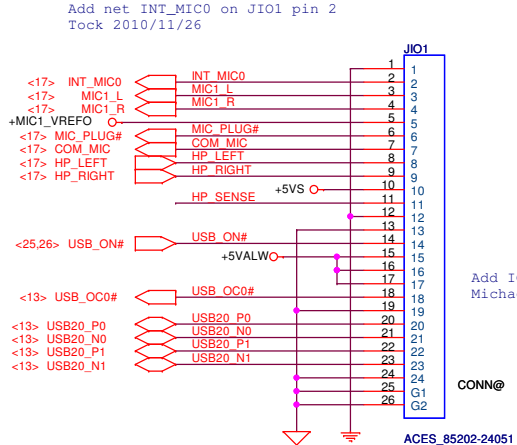 Add net INT_MIC0 on JIO1 pin 2
Tock 2010/11/26
JIO1
1 1
<17> INT_MIC0 INT_MIC0 2 2
<17> MIC1_L MIC1_L 3 3
<17> MIC1_R MIC1_R 4 4
+MIC1_VREFO 5 5
<17> MIC_PLUG# MIC_PLUG# 6 6
<17> COM_MIC COM_MIC 7 7
<17> HP_LEFT HP_LEFT 8 8
<17> HP_RIGHT HP_RIGHT 9 9
+5VS 10 10
HP_SENSE 11 11
12 12
13 13
<25,26> USB_ON# USB_ON# 14 14
+5VALW 15 15
16 16
17 17
Add IO
Micha
<13> USB_OC0# USB_OC0# 18 18
19 19
<13> USB20_P0 USB20_P0 20 20
<13> USB20_N0 USB20_N0 21 21
<13> USB20_P1 USB20_P1 22 22
<13> USB20_N1 USB20_N1 23 23
24 24
25 G1
26 G2
CONN@
ACES_85202-24051